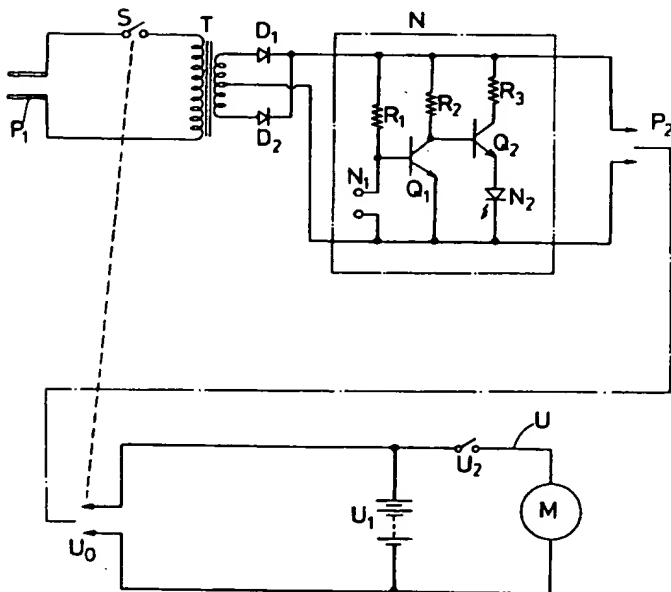 S T D₁ N
P₁ D₂ R₁ R₂ R₃ P₂
N₁ Q₁ Q₂ N₂
U₂ U
U₀ U₁ M